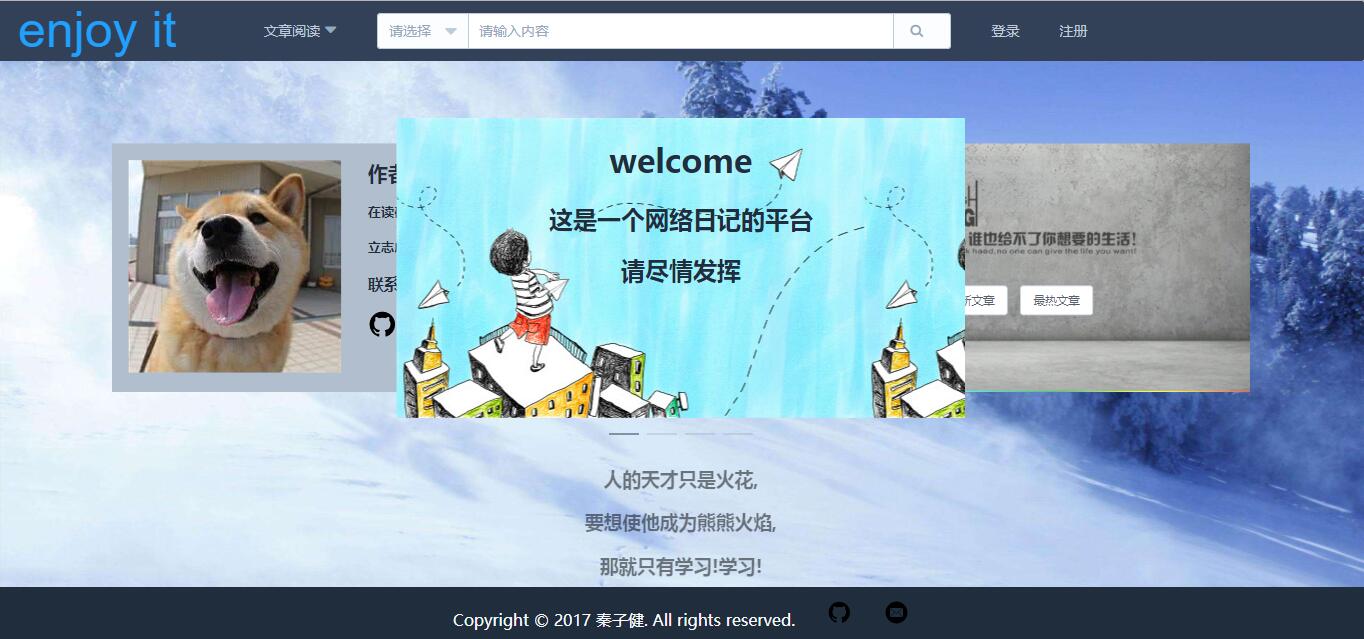 enjoy it
文章阅读
请选择
请输入内容
登录
注册
作者
在读
立志
联系
welcome
这是一个网络日记的平台
请尽情发挥
谁也给不了你想要的生活!
haed,no one can give the life you want!
新文章
最热文章
人的天才只是火花,
要想使他成为熊熊火焰,
那就只有学习!学习!
Copyright © 2017 秦子健. All rights reserved.